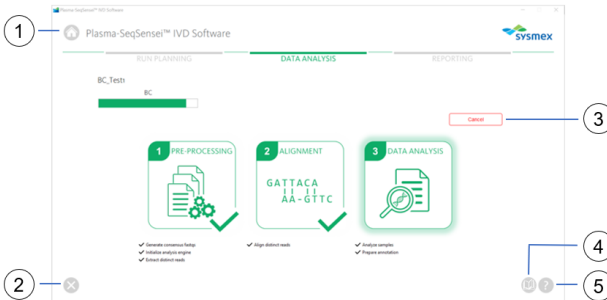 Plasma-SeqSensei™ IVD Software
1
Plasma-SeqSensei™ IVD Software
sysmex
RUN PLANNING
DATA ANALYSIS
REPORTING
BC_Test1
BC
Cancel
3
1 PRE-PROCESSING
2 ALIGNMENT
3 DATA ANALYSIS
GATTACA
AA-GTTC
Generate consensus fastqs
Initialize analysis engine
Extract distinct reads
Align distinct reads
Analyze samples
Prepare annotation
4
2
?
5